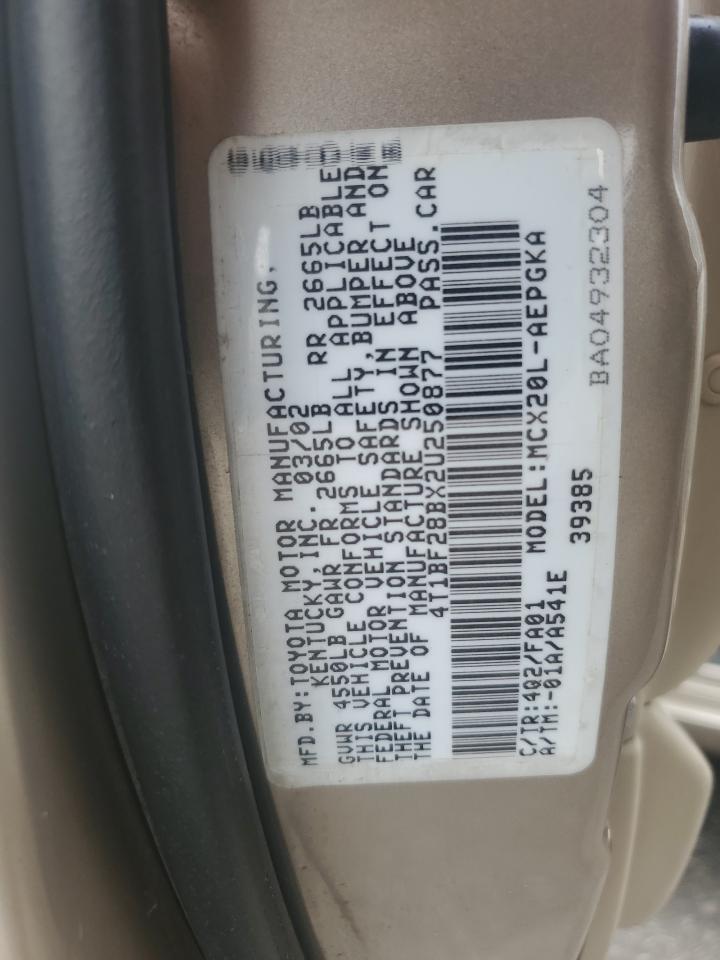 MFD.BY:TOYOTA MOTOR MANUFACTURING,
KENTUCKY,INC. 03/02
GVWR 4550LB GAWR FR 2665LB RR 2665LB
THIS VEHICLE CONFORMS TO ALL APPLICABLE
FEDERAL MOTOR VEHICLE SAFETY,BUMPER AND
THEFT PREVENTION STANDARDS IN EFFECT ON
THE DATE OF MANUFACTURE SHOWN ABOVE
4T1BF28BX2U250877 PASS.CAR
MODEL:MCX20L-AEPGKA
C/TR:4Q2/FA01
A/TM:-01A/A541E 39385
BA04932304